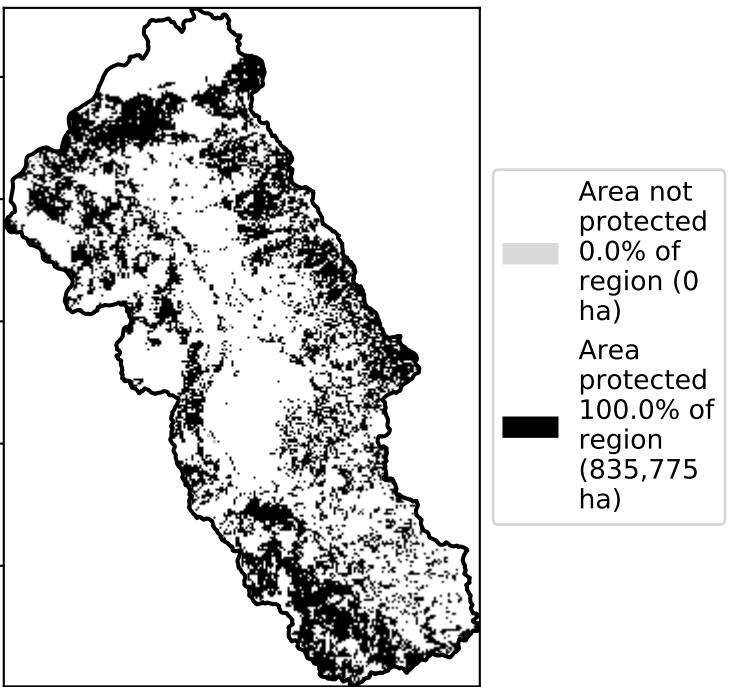 Area not
protected
0.0% of
region (0
ha)
Area
protected
100.0% of
region
(835,775
ha)